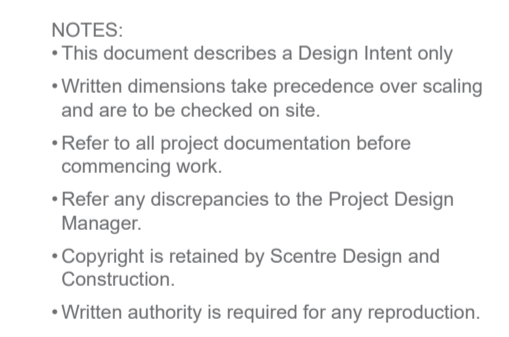 NOTES:
• This document describes a Design Intent only
• Written dimensions take precedence over scaling
and are to be checked on site.
• Refer to all project documentation before
commencing work.
• Refer any discrepancies to the Project Design
Manager.
• Copyright is retained by Scentre Design and
Construction.
• Written authority is required for any reproduction.